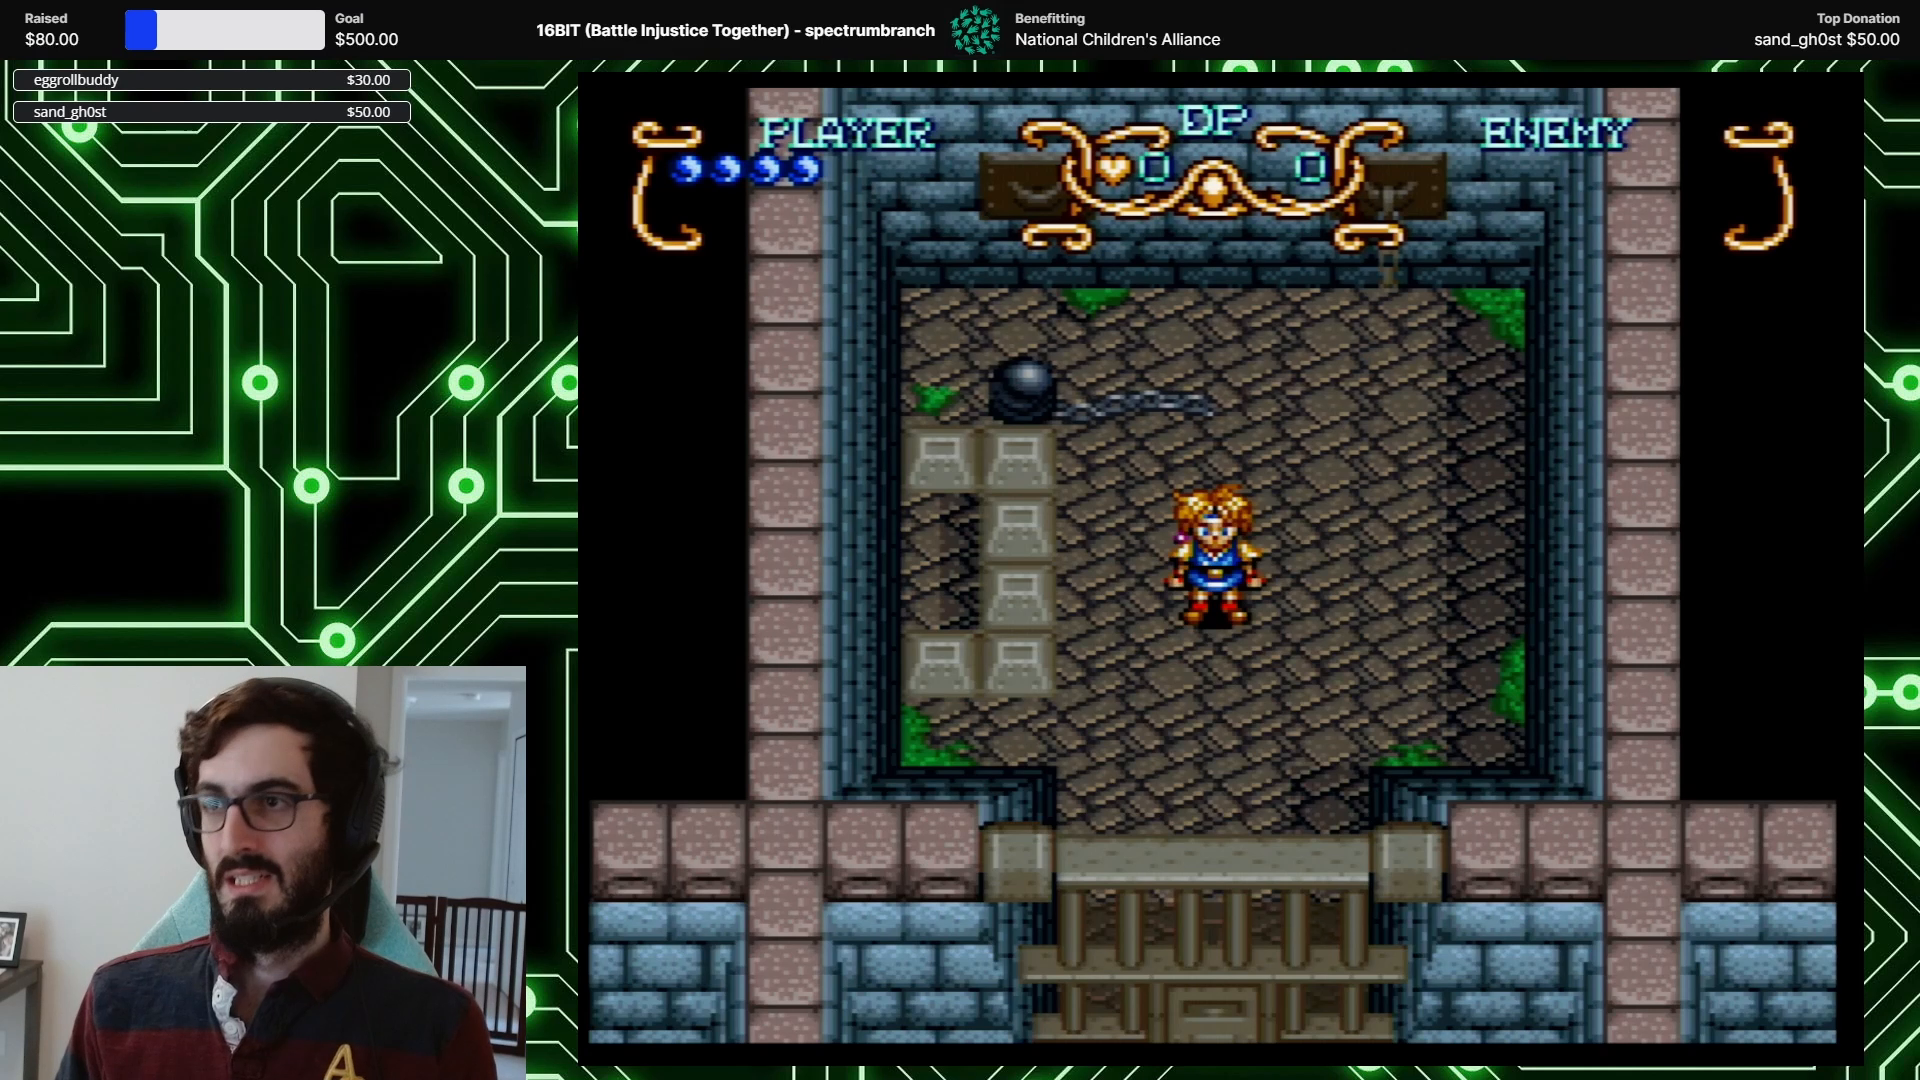 Raised
$80.00
Goal
$500.00
16BIT (Battle Injustice Together) - spectrumbranch
Benefitting
National Children's Alliance
Top Donation
sand_gh0st $50.00
eggrollbuddy $30.00
sand_gh0st $50.00
PLAYER
DP
ENEMY
0
0
A